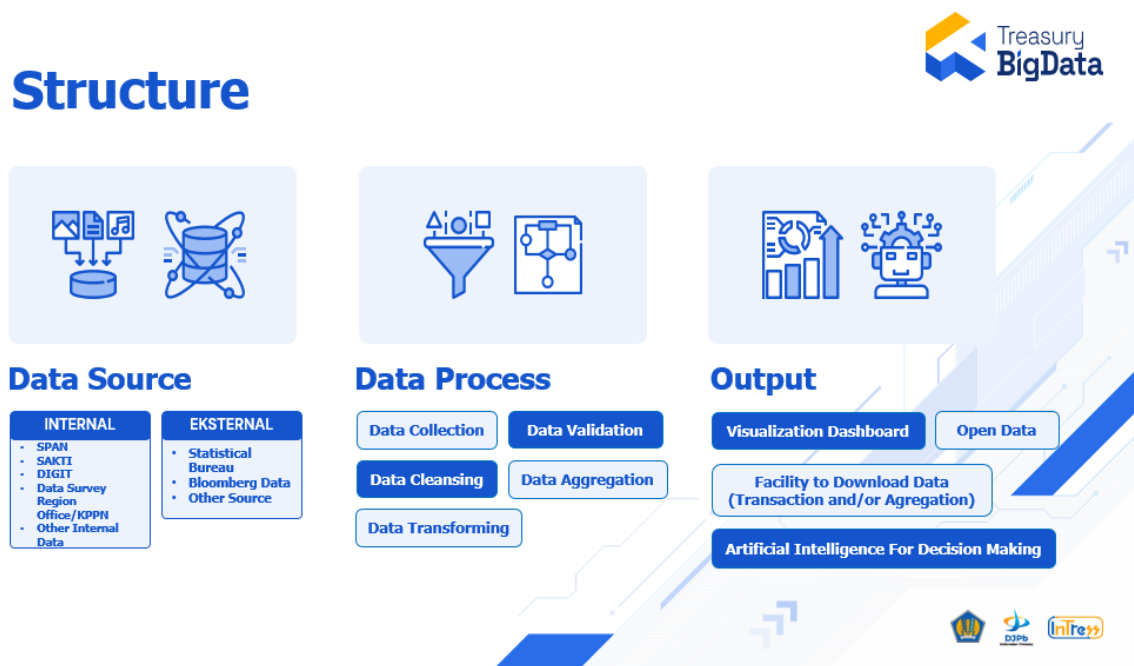 Treasury
BigData
Structure
Data Source
INTERNAL
- SPAN
- SAKTI
- DIGIT
- Data Survey
Region
Office/KPPN
- Other Internal
Data
EKSTERNAL
• Statistical
Bureau
• Bloomberg Data
• Other Source
Data Process
Data Collection
Data Validation
Data Cleansing
Data Aggregation
Data Transforming
Output
Visualization Dashboard
Open Data
Facility to Download Data
(Transaction and/or Agregation)
Artificial Intelligence For Decision Making
DJPb
InTress